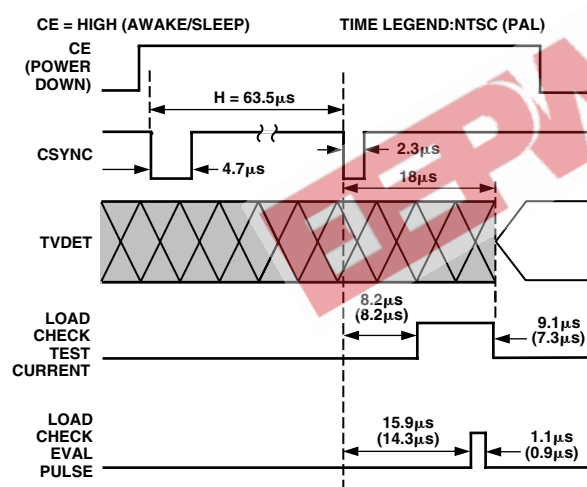 CE = HIGH (AWAKE/SLEEP)
TIME LEGEND:NTSC (PAL)
CE
(POWER
DOWN)
H = 63.5µs
CSYNC
4.7µs
2.3µs
18µs
TVDET
8.2µs
(8.2µs)
LOAD
CHECK
TEST
CURRENT
9.1µs
(7.3µs)
LOAD
CHECK
EVAL
PULSE
15.9µs
(14.3µs)
1.1µs
(0.9µs)